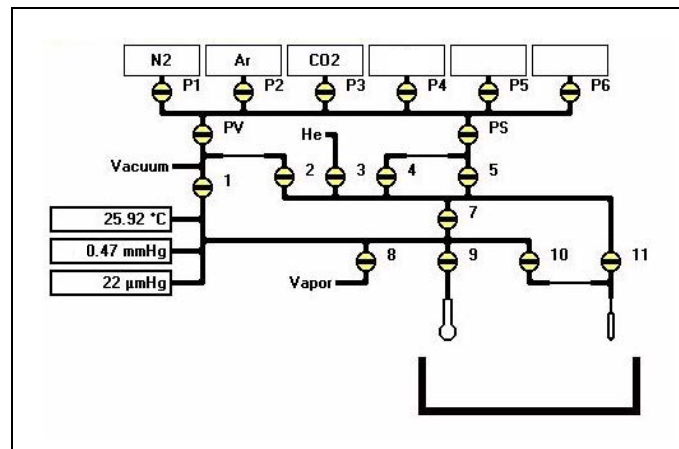 N2 Ar CO2
P1 P2 P3 P4 P5 P6
PV He PS
Vacuum 1 2 3 4 5
25.92 °C 7
0.47 mmHg
8 9 10 11
22 µmHg Vapor